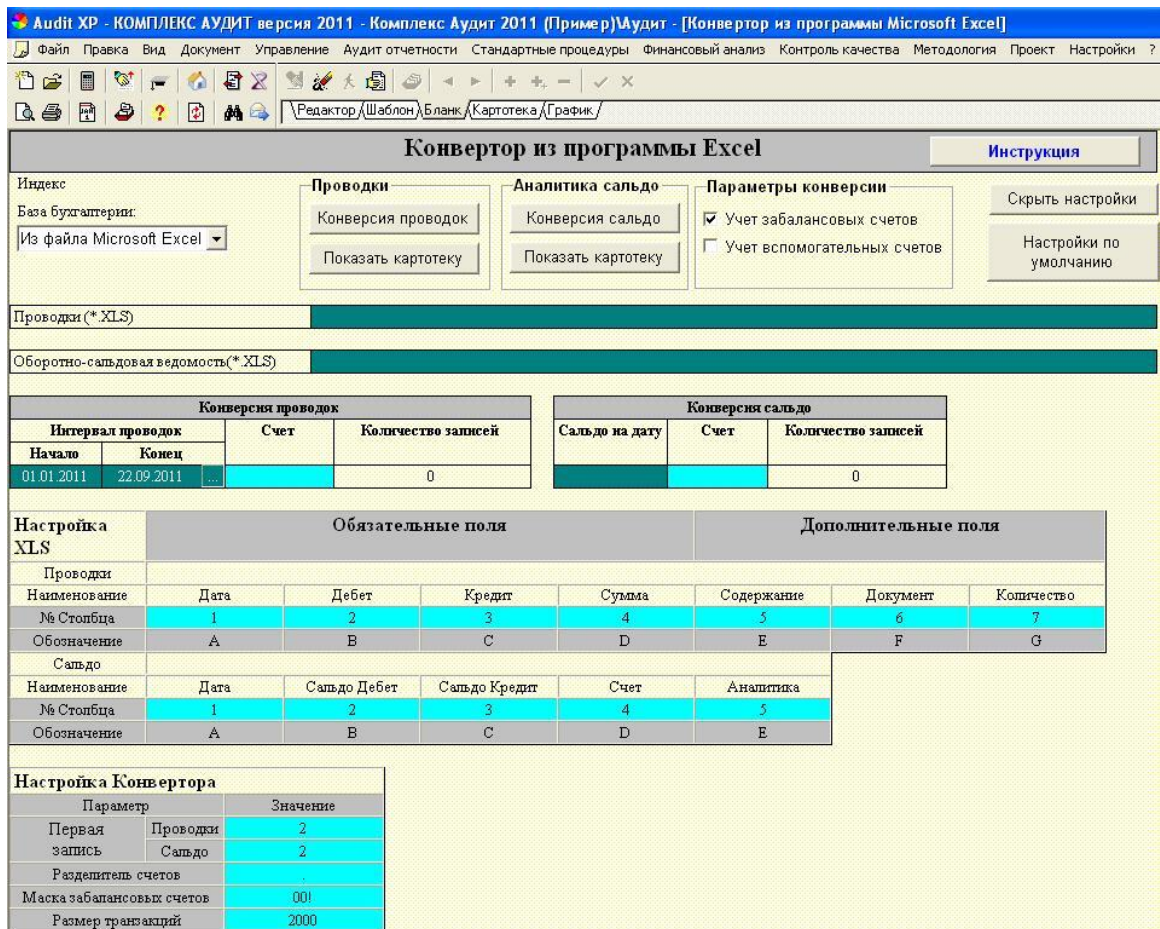 Audit XP - КОМПЛЕКС АУДИТ версия 2011 - Комплекс Аудит 2011 (Пример)\Аудит - [Конвертор из программы Microsoft Excel]
Файл Правка Вид Документ Управление Аудит отчетности Стандартные процедуры Финансовый анализ Контроль качества Методология Проект Настройки ?
\Редактор /Шаблон \Бланк /Картотека /График /
Конвертор из программы Excel Инструкция
Индекс Проводки Аналитика сальдо Параметры конверсии
База бухгалтерии: Конверсия проводок Конверсия сальдо Учет забалансовых счетов Скрыть настройки
Из файла Microsoft Excel Показать картотеку Показать картотеку Учет вспомогательных счетов Настройки по
умолчанию
Проводки (*.XLS)
Оборотно-сальдовая ведомость(*.XLS)
Конверсия проводок Конверсия сальдо
Интервал проводок Счет Количество записей Сальдо на дату Счет Количество записей
Начало Конец
01.01.2011 22.09.2011 ... 0 0
Настройка Обязательные поля Дополнительные поля
XLS
Проводки
Наименование Дата Дебет Кредит Сумма Содержание Документ Количество
№ Столбца 1 2 3 4 5 6 7
Обозначение A B C D E F G
Сальдо
Наименование Дата Сальдо Дебет Сальдо Кредит Счет Аналитика
№ Столбца 1 2 3 4 5
Обозначение A B C D E
Настройка Конвертора
Параметр Значение
Первая Проводки 2
запись Сальдо 2
Разделитель счетов .
Маска забалансовых счетов 00!
Размер транзакций 2000